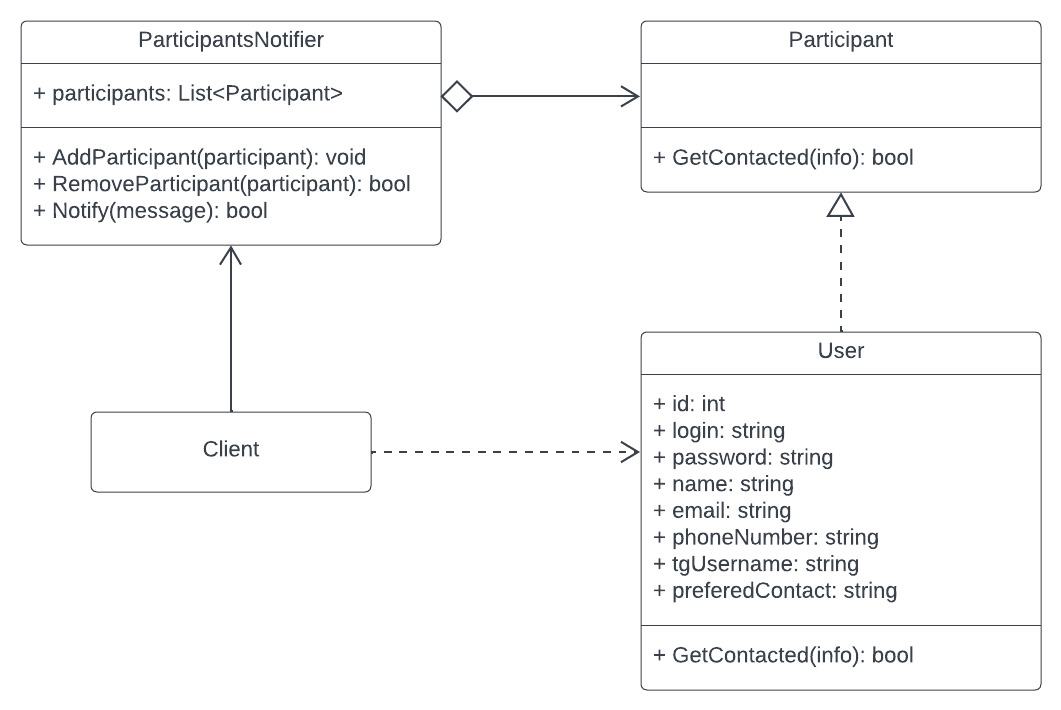 ParticipantsNotifier
+ participants: List<Participant>
+ AddParticipant(participant): void
+ RemoveParticipant(participant): bool
+ Notify(message): bool
Participant
+ GetContacted(info): bool
Client
User
+ id: int
+ login: string
+ password: string
+ name: string
+ email: string
+ phoneNumber: string
+ tgUsername: string
+ preferedContact: string
+ GetContacted(info): bool